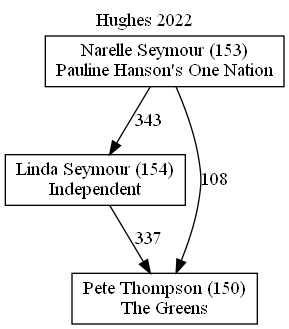 Hughes 2022
Narelle Seymour (153)
Pauline Hanson's One Nation
343
Linda Seymour (154)
Independent
108
337
Pete Thompson (150)
The Greens